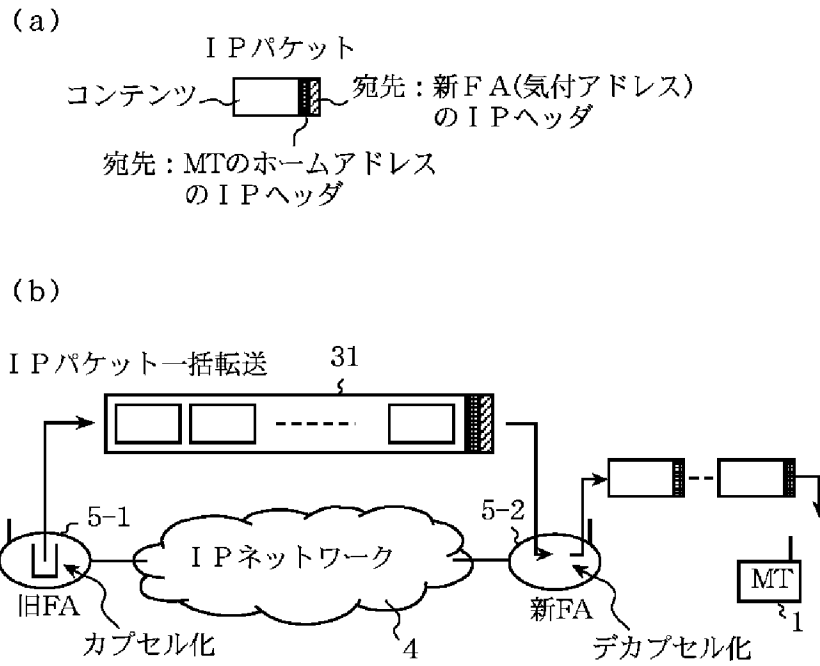 (a)
ＩＰパケット
コンテンツ
宛先：新ＦＡ(気付アドレス)
のＩＰヘッダ
宛先：MTのホームアドレス
のＩＰヘッダ
(b)
ＩＰパケット一括転送
31
5-1
5-2
ＩＰネットワーク
旧FA
新FA
MT
1
カプセル化
4
デカプセル化